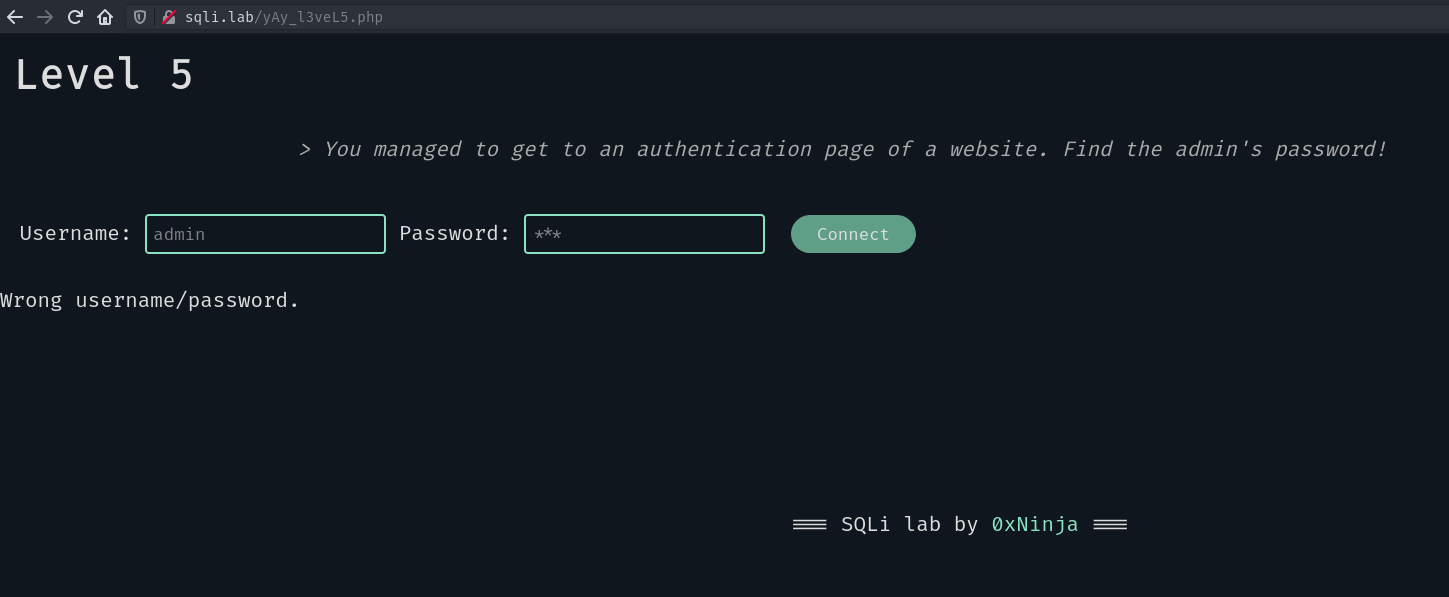 sqli.lab/yAy_l3veL5.php
Level 5
> You managed to get to an authentication page of a website. Find the admin's password!
Username: admin Password: *** Connect
Wrong username/password.
SQLi lab by 0xNinja